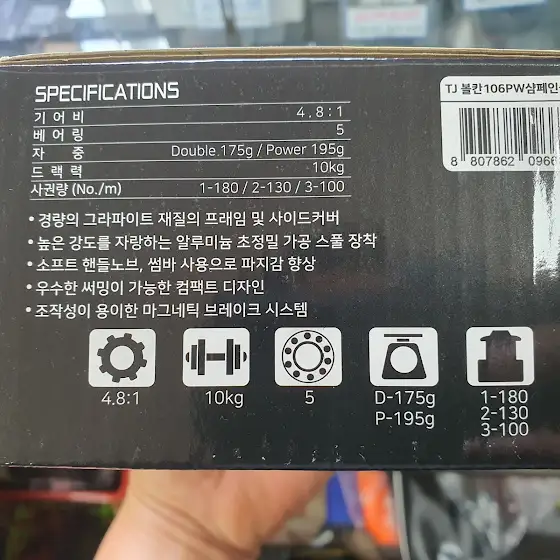 SPECIFICATIONS
기어비 4.8:1
베어링 5
자중 Double 175g / Power 195g
드랙력 10kg
사권량 (No./m) 1-180 / 2-130 / 3-100
• 경량의 그라파이트 재질의 프래임 및 사이드커버
• 높은 강도를 자랑하는 알루미늄 초정밀 가공 스풀 장착
• 소프트 핸들노브, 썸바 사용으로 파지감 향상
• 우수한 써밍이 가능한 컴팩트 디자인
• 조작성이 용이한 마그네틱 브레이크 시스템
TJ 볼칸106PW샴페인
8 807862 0966
4.8:1
10kg
5
D-175g
P-195g
1-180
2-130
3-100